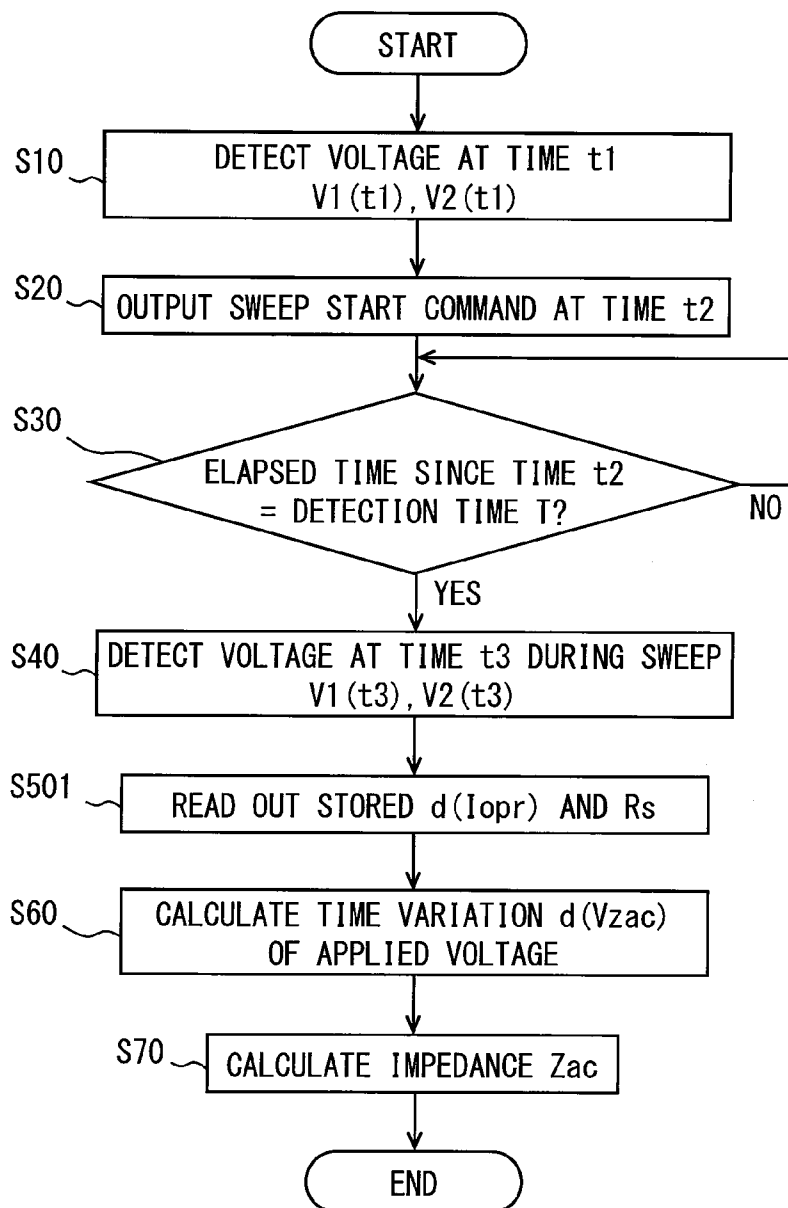 START
S10
DETECT VOLTAGE AT TIME t1
V1(t1), V2(t1)
S20
OUTPUT SWEEP START COMMAND AT TIME t2
S30
ELAPSED TIME SINCE TIME t2
= DETECTION TIME T?
NO
YES
S40
DETECT VOLTAGE AT TIME t3 DURING SWEEP
V1(t3), V2(t3)
S501
READ OUT STORED d(Iopr) AND Rs
S60
CALCULATE TIME VARIATION d(Vzac)
OF APPLIED VOLTAGE
S70
CALCULATE IMPEDANCE Zac
END